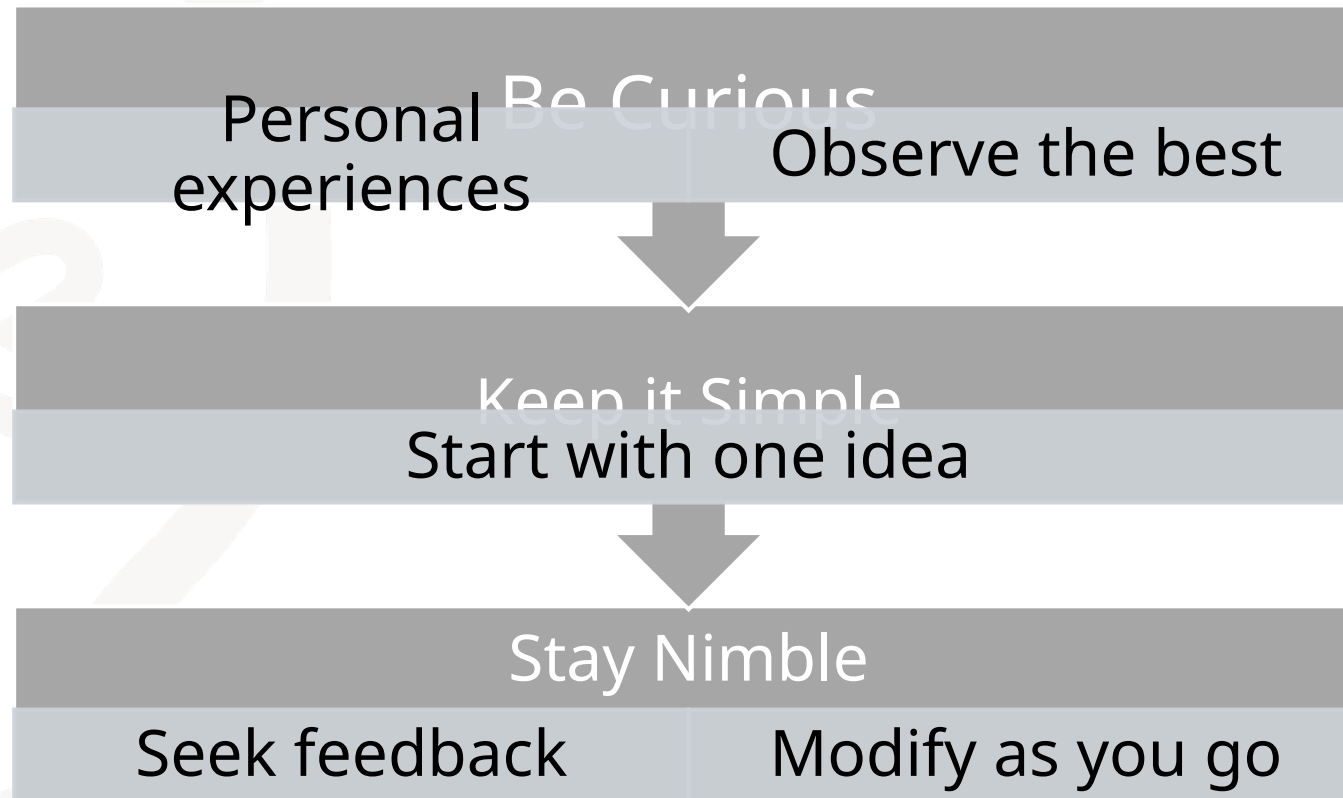 Be Curious
Personal
experiences
Observe the best
Keep it Simple
Start with one idea
Stay Nimble
Seek feedback
Modify as you go